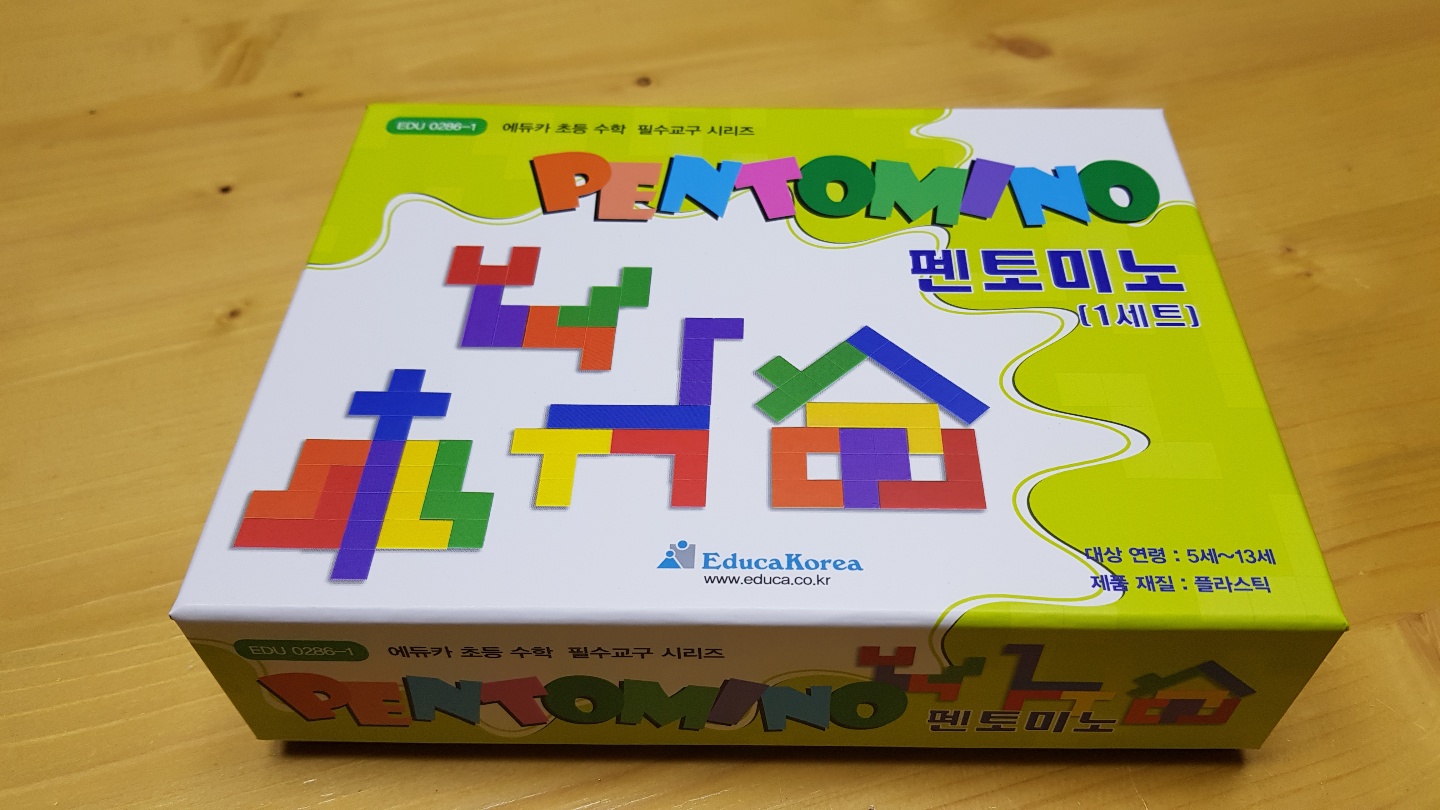 EDU 0286-1 에듀카 초등 수학 필수교구 시리즈
PENTOMINO
펜토미노
(1세트)
EducaKorea
www.educa.co.kr
대상 연령 : 5세~13세
제품 재질 : 플라스틱
EDU 0286-1 에듀카 초등 수학 필수교구 시리즈
PENTOMINO
펜토미노